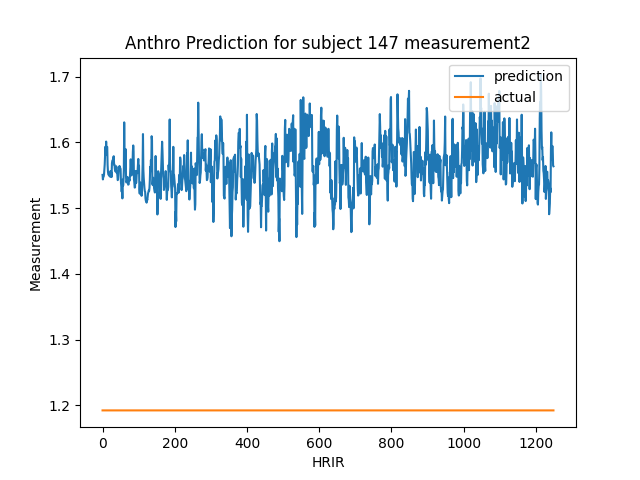 Anthro Prediction for subject 147 measurement2
prediction
actual
1.7
1.6
1.5
1.4
1.3
1.2
Measurement
0 200 400 600 800 1000 1200
HRIR